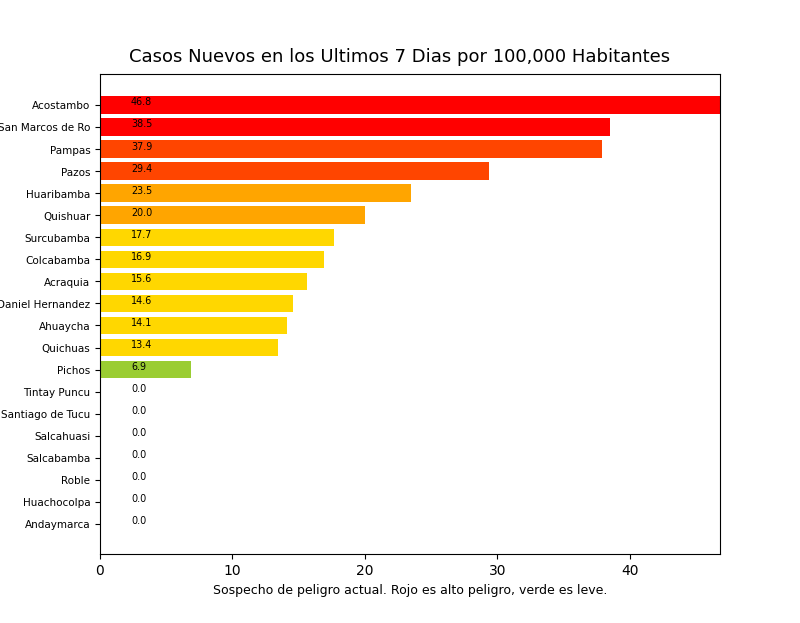 Casos Nuevos en los Ultimos 7 Dias por 100,000 Habitantes
Acostambo 46.8
San Marcos de Ro 38.5
Pampas 37.9
Pazos 29.4
Huaribamba 23.5
Quishuar 20.0
Surcubamba 17.7
Colcabamba 16.9
Acraquia 15.6
Daniel Hernandez 14.6
Ahuaycha 14.1
Quichuas 13.4
Pichos 6.9
Tintay Puncu 0.0
Santiago de Tucu 0.0
Salcahuasi 0.0
Salcabamba 0.0
Roble 0.0
Huachocolpa 0.0
Andaymarca 0.0
0 10 20 30 40
Sospecho de peligro actual. Rojo es alto peligro, verde es leve.